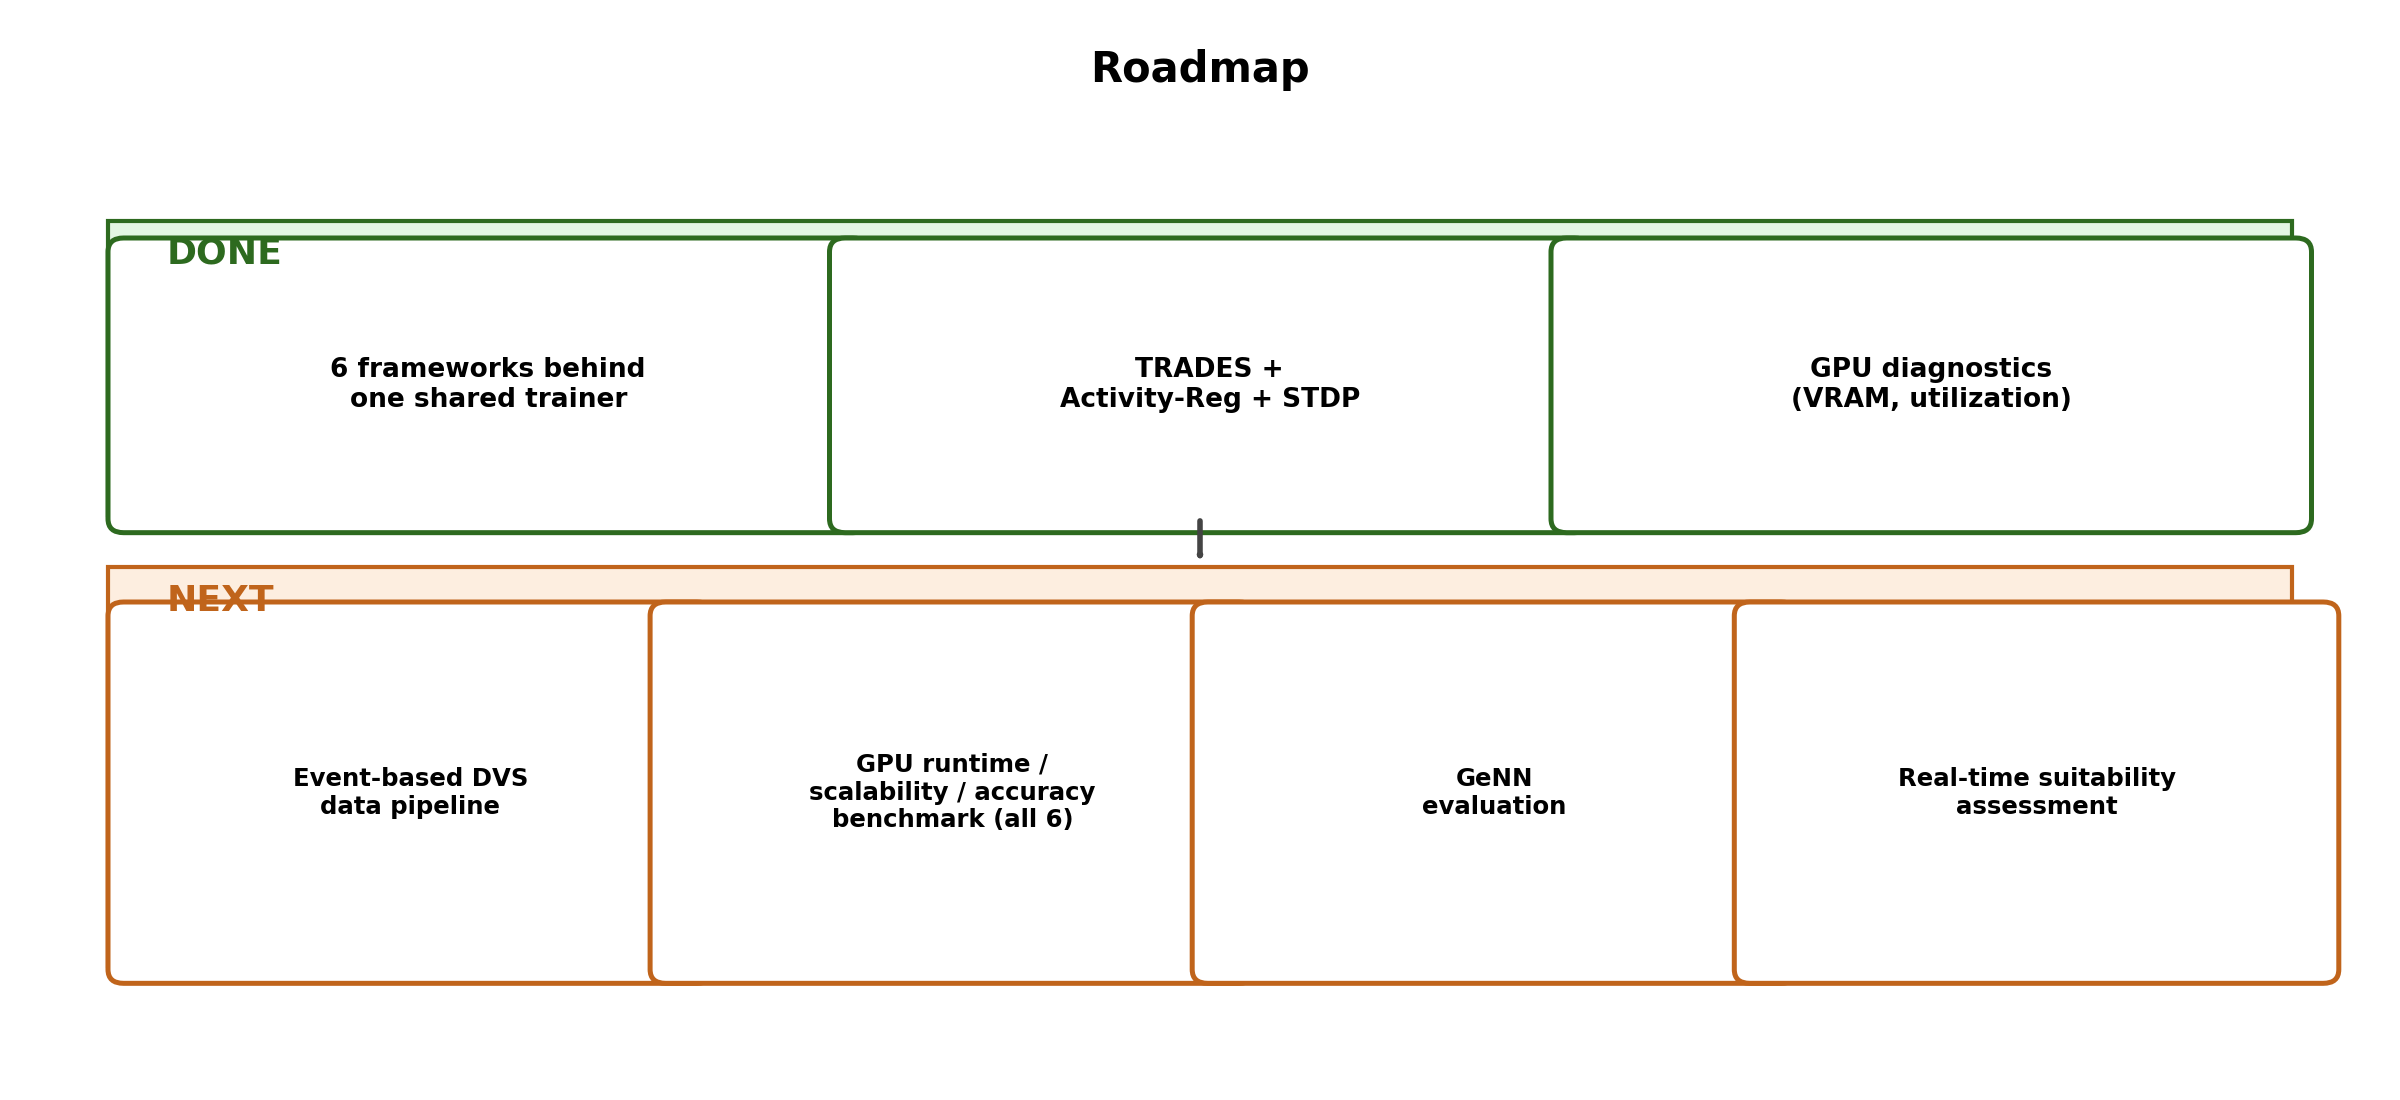 Roadmap
DONE
6 frameworks behind
one shared trainer
TRADES +
Activity-Reg + STDP
GPU diagnostics
(VRAM, utilization)
NEXT
Event-based DVS
data pipeline
GPU runtime /
scalability / accuracy
benchmark (all 6)
GeNN
evaluation
Real-time suitability
assessment